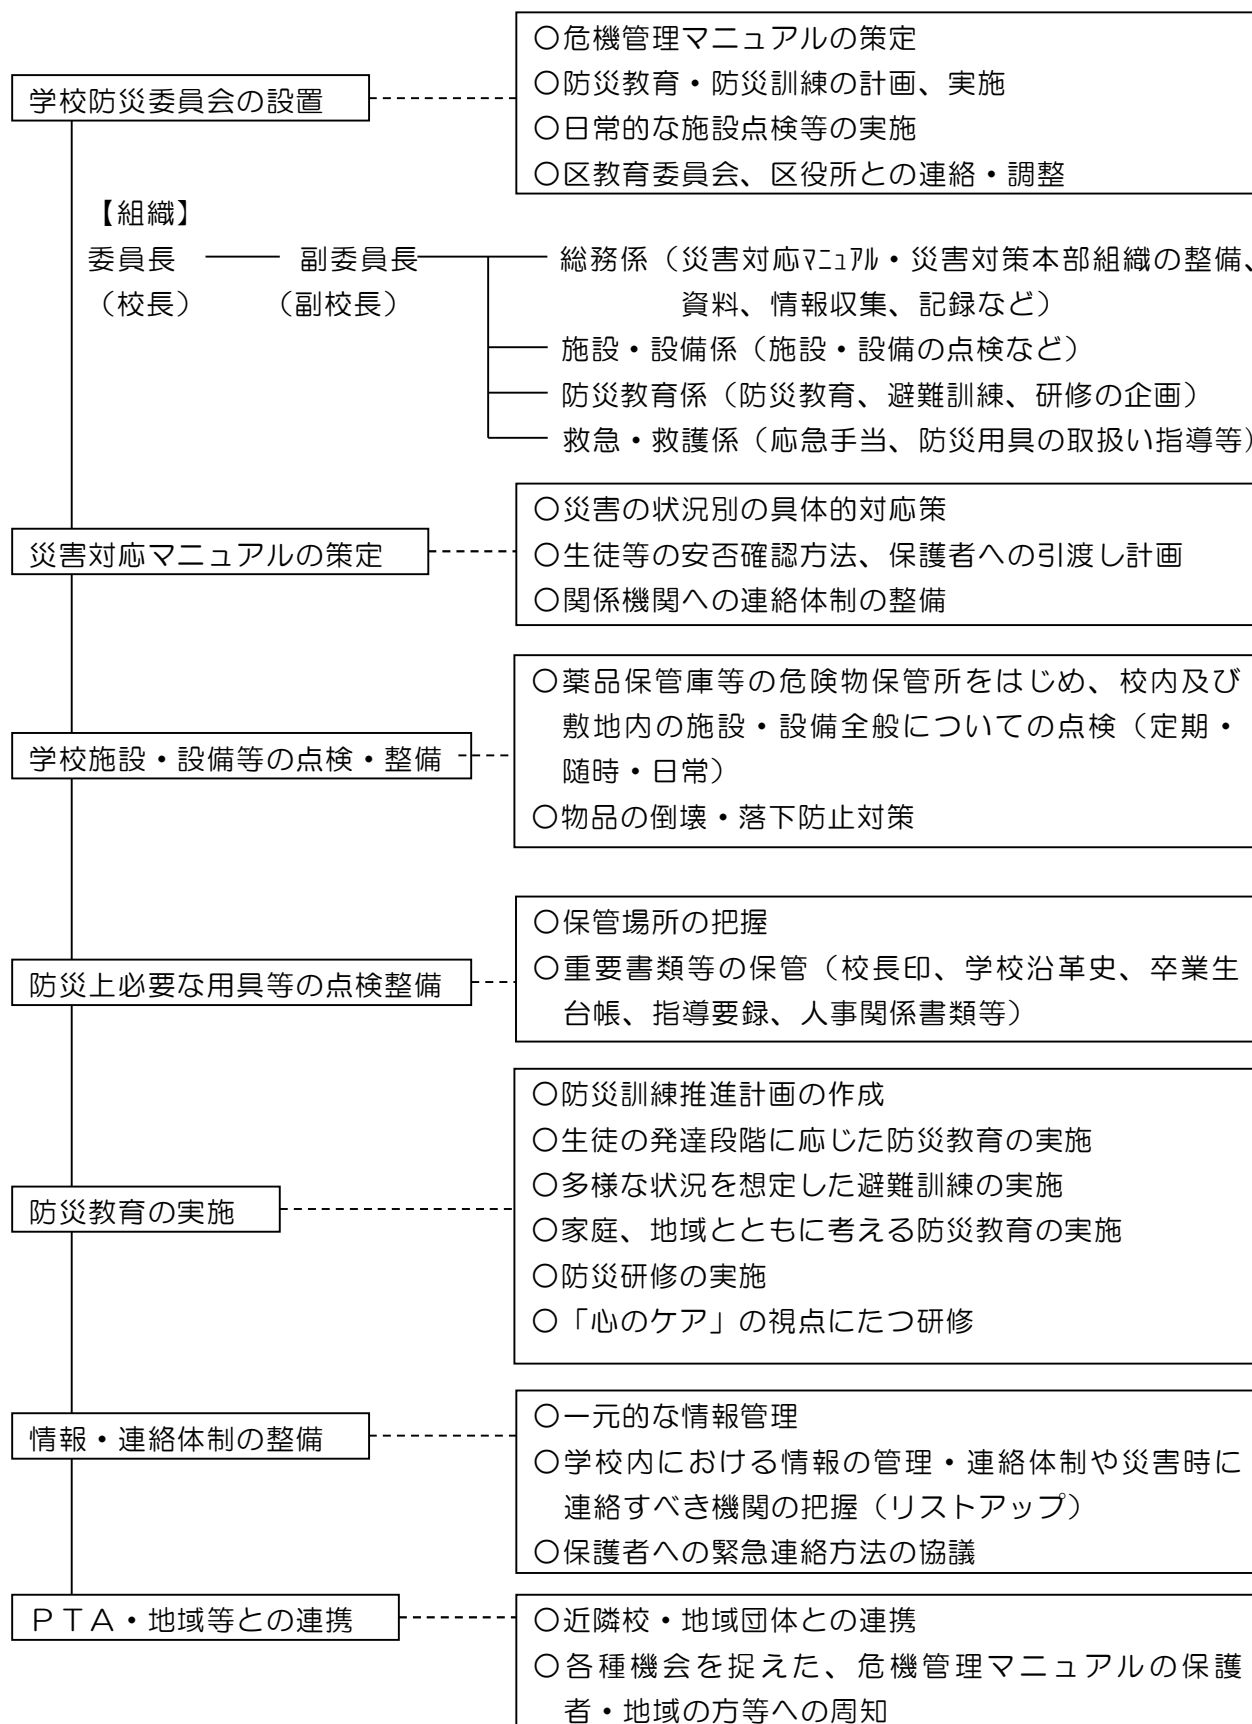 学校防災委員会の設置
〇危機管理マニュアルの策定
〇防災教育・防災訓練の計画、実施
〇日常的な施設点検等の実施
〇区教育委員会、区役所との連絡・調整
【組織】
委員長 副委員長 総務係（災害対応ﾏﾆｭｱﾙ・災害対策本部組織の整備、
（校長） （副校長） 資料、情報収集、記録など）
施設・設備係（施設・設備の点検など）
防災教育係（防災教育、避難訓練、研修の企画）
救急・救護係（応急手当、防災用具の取扱い指導等）
災害対応マニュアルの策定
〇災害の状況別の具体的対応策
〇生徒等の安否確認方法、保護者への引渡し計画
〇関係機関への連絡体制の整備
学校施設・設備等の点検・整備
〇薬品保管庫等の危険物保管所をはじめ、校内及び
敷地内の施設・設備全般についての点検（定期・
随時・日常）
〇物品の倒壊・落下防止対策
防災上必要な用具等の点検整備
〇保管場所の把握
〇重要書類等の保管（校長印、学校沿革史、卒業生
台帳、指導要録、人事関係書類等）
防災教育の実施
〇防災訓練推進計画の作成
〇生徒の発達段階に応じた防災教育の実施
〇多様な状況を想定した避難訓練の実施
〇家庭、地域とともに考える防災教育の実施
〇防災研修の実施
〇「心のケア」の視点にたつ研修
情報・連絡体制の整備
〇一元的な情報管理
〇学校内における情報の管理・連絡体制や災害時に
連絡すべき機関の把握（リストアップ）
〇保護者への緊急連絡方法の協議
ＰＴＡ・地域等との連携
〇近隣校・地域団体との連携
〇各種機会を捉えた、危機管理マニュアルの保護
者・地域の方等への周知